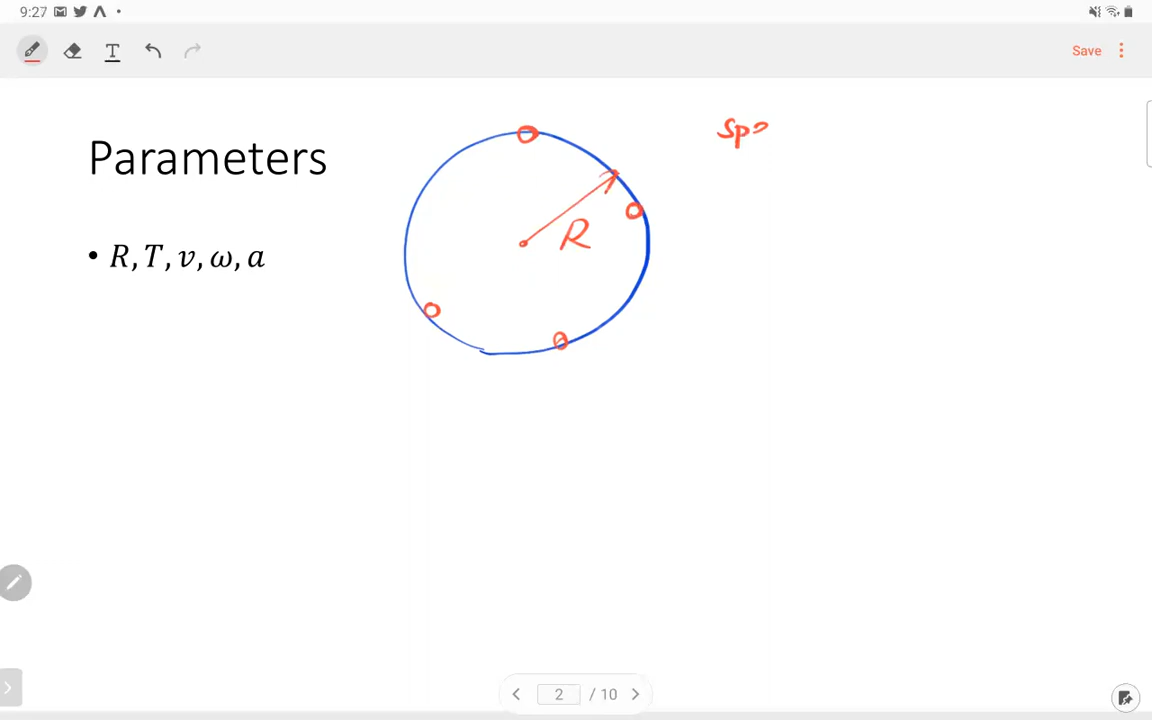 9:27
Save
Parameters
• R, T, v, ω, a
R
2 / 10